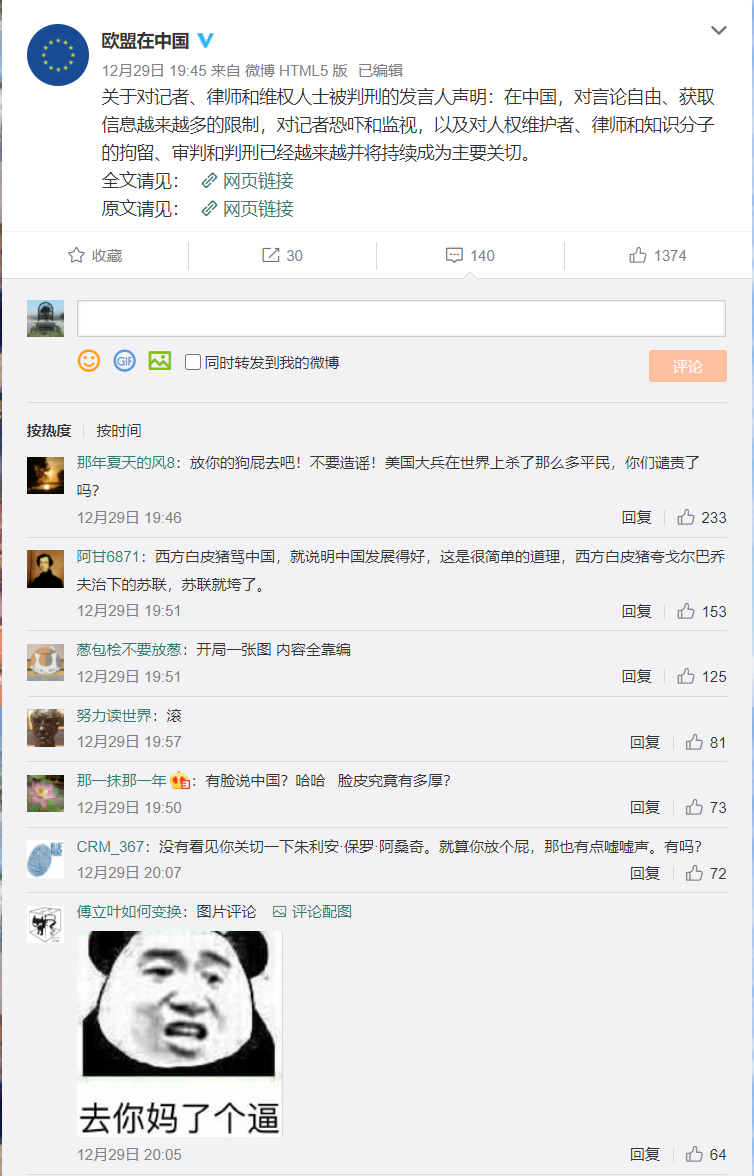 欧盟在中国
12月29日 19:45 来自 微博 HTML5 版 已编辑
关于对记者、律师和维权人士被判刑的发言人声明：在中国，对言论自由、获取
信息越来越多的限制，对记者恐吓和监视，以及对人权维护者、律师和知识分子
的拘留、审判和判刑已经越来越并将持续成为主要关切。
全文请见： 网页链接
原文请见： 网页链接
收藏 30 140 1374
GIF 同时转发到我的微博 评论
按热度 按时间
那年夏天的风8：放你的狗屁去吧！不要造谣！美国大兵在世界上杀了那么多平民，你们谴责了
吗？
12月29日 19:46 回复 233
阿甘6871：西方白皮猪骂中国，就说明中国发展得好，这是很简单的道理，西方白皮猪夸戈尔巴乔
夫治下的苏联，苏联就垮了。
12月29日 19:51 回复 153
葱包桧不要放葱：开局一张图 内容全靠编
12月29日 19:51 回复 125
努力读世界：滚
12月29日 19:57 回复 81
那一抹那一年：有脸说中国？哈哈 脸皮究竟有多厚？
12月29日 19:50 回复 73
CRM_367：没有看见你关切一下朱利安·保罗·阿桑奇。就算你放个屁，那也有点嘘嘘声。有吗？
12月29日 20:07 回复 72
傅立叶如何变换：图片评论 评论配图
去你妈了个逼
12月29日 20:05 回复 64